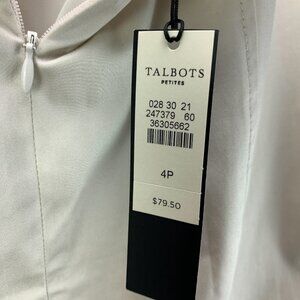 TALBOTS
PETITES
028 30 21
247379 60
36305662
4P
$79.50